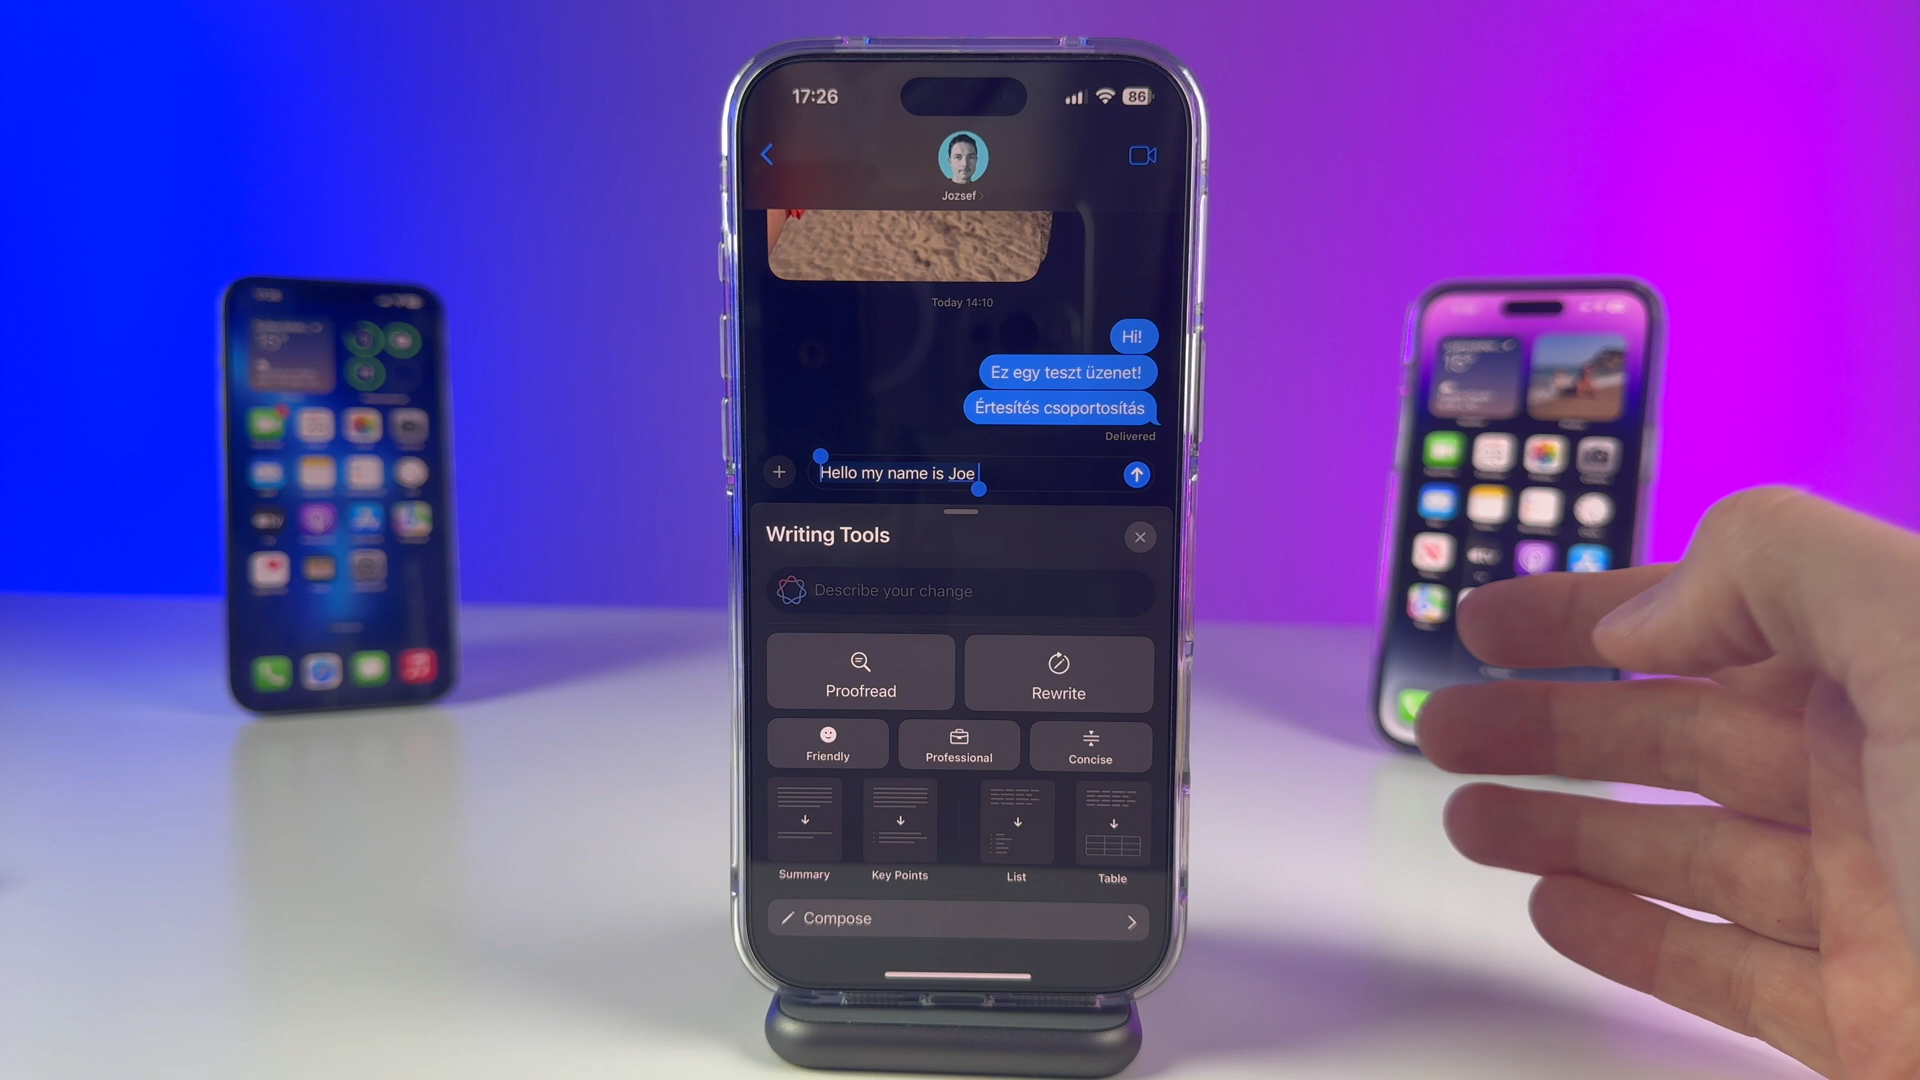 17:26
86
Jozsef
Today 14:10
Hi!
Ez egy teszt üzenet!
Értesítés csoportosítás
Delivered
Hello my name is Joe
Writing Tools
Describe your change
Proofread
Rewrite
Friendly
Professional
Concise
Summary
Key Points
List
Table
Compose